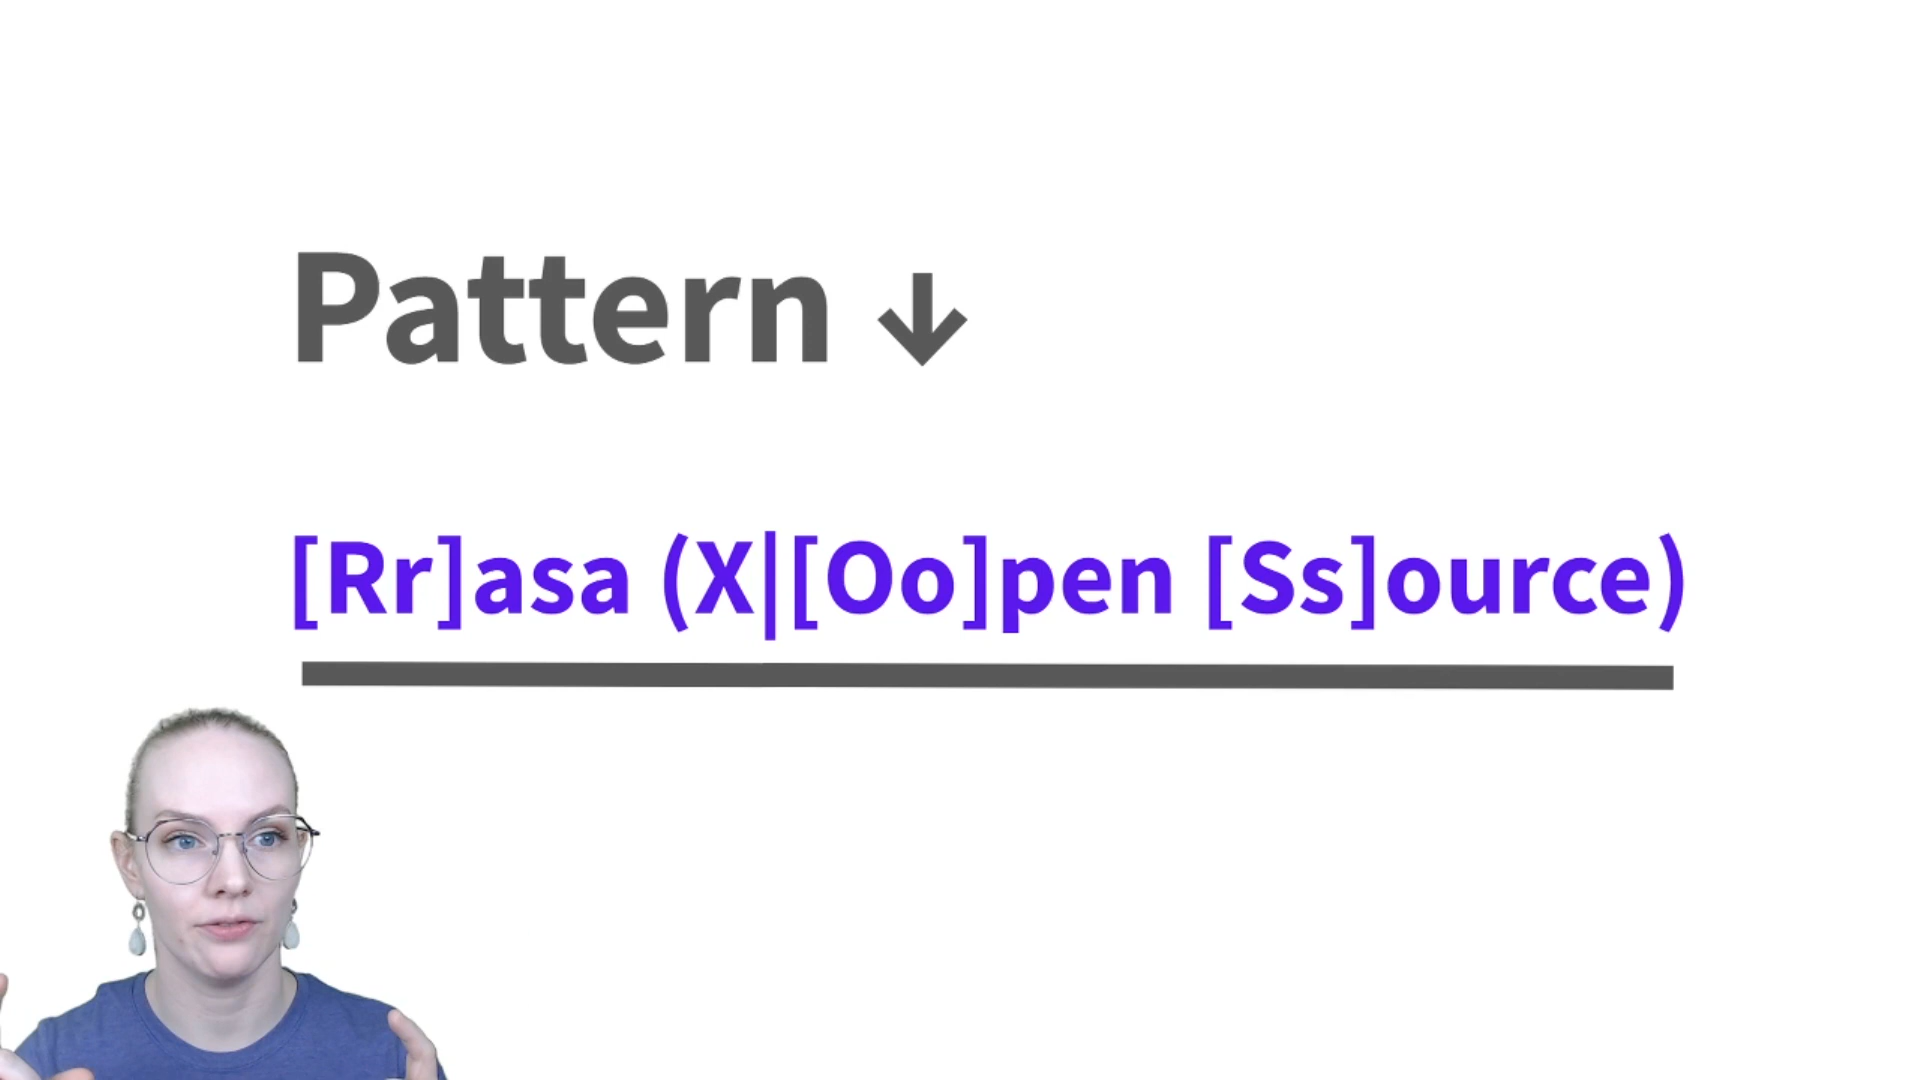 Pattern ↓
[Rr]asa (X|[Oo]pen [Ss]ource)